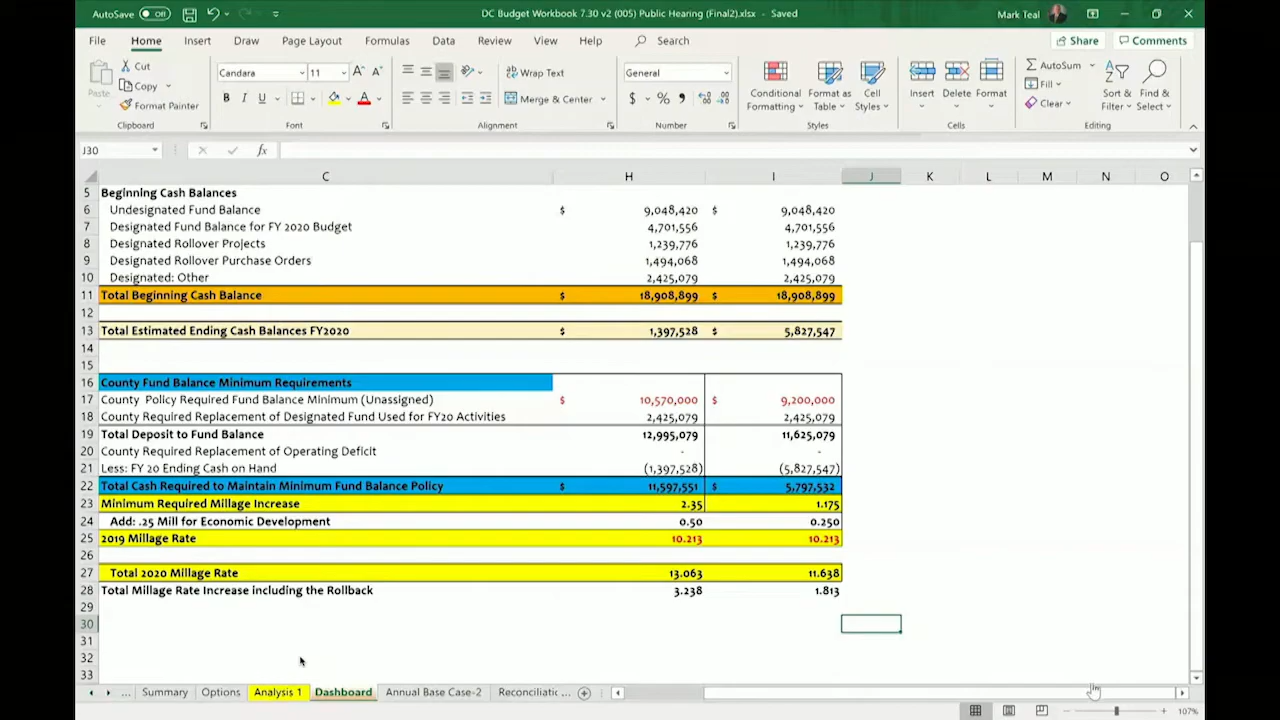 AutoSave Off DC Budget Workbook 7.30 v2 (005) Public Hearing (Final2).xlsx - Saved Mark Teal
File Home Insert Draw Page Layout Formulas Data Review View Help Search Share Comments
Paste Cut Copy Format Painter Clipboard
Candara 11 B I U Font
Wrap Text Merge & Center Alignment
General $ % Number
Conditional Formatting Format as Table Cell Styles Styles
Insert Delete Format Cells
AutoSum Fill Clear Sort & Filter Find & Select Editing
J30 fx
C H I J K L M N O
5 Beginning Cash Balances
6 Undesignated Fund Balance $ 9,048,420 $ 9,048,420
7 Designated Fund Balance for FY 2020 Budget 4,701,556 4,701,556
8 Designated Rollover Projects 1,239,776 1,239,776
9 Designated Rollover Purchase Orders 1,494,068 1,494,068
10 Designated: Other 2,425,079 2,425,079
11 Total Beginning Cash Balance $ 18,908,899 $ 18,908,899
12
13 Total Estimated Ending Cash Balances FY2020 $ 1,397,528 $ 5,827,547
14
15
16 County Fund Balance Minimum Requirements
17 County Policy Required Fund Balance Minimum (Unassigned) $ 10,570,000 $ 9,200,000
18 County Required Replacement of Designated Fund Used for FY20 Activities 2,425,079 2,425,079
19 Total Deposit to Fund Balance 12,995,079 11,625,079
20 County Required Replacement of Operating Deficit - -
21 Less: FY 20 Ending Cash on Hand (1,397,528) (5,827,547)
22 Total Cash Required to Maintain Minimum Fund Balance Policy $ 11,597,551 $ 5,797,532
23 Minimum Required Millage Increase 2.35 1.175
24 Add: .25 Mill for Economic Development 0.50 0.250
25 2019 Millage Rate 10.213 10.213
26
27 Total 2020 Millage Rate 13.063 11.638
28 Total Millage Rate Increase including the Rollback 3.238 1.813
29
30
31
32
33
... Summary Options Analysis 1 Dashboard Annual Base Case-2 Reconciliatic ...
107%